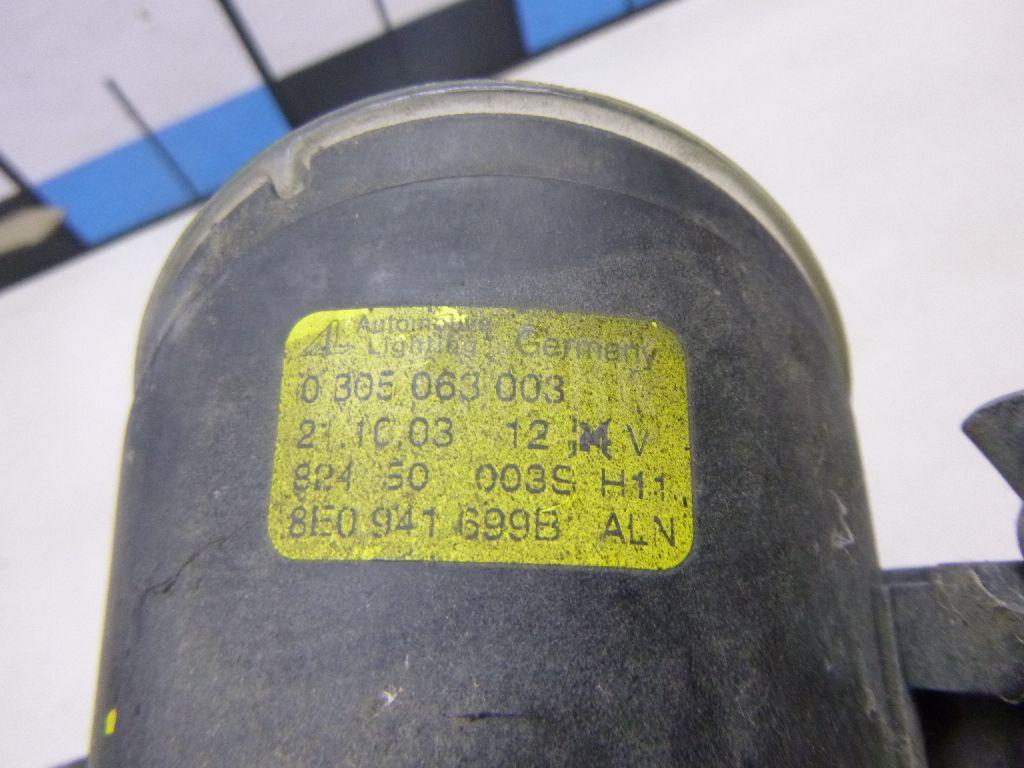 AL Automotive Lighting Germany
0 305 063 003
21.10.03 12 V
824 50 003S H11
8E0 941 699B ALN